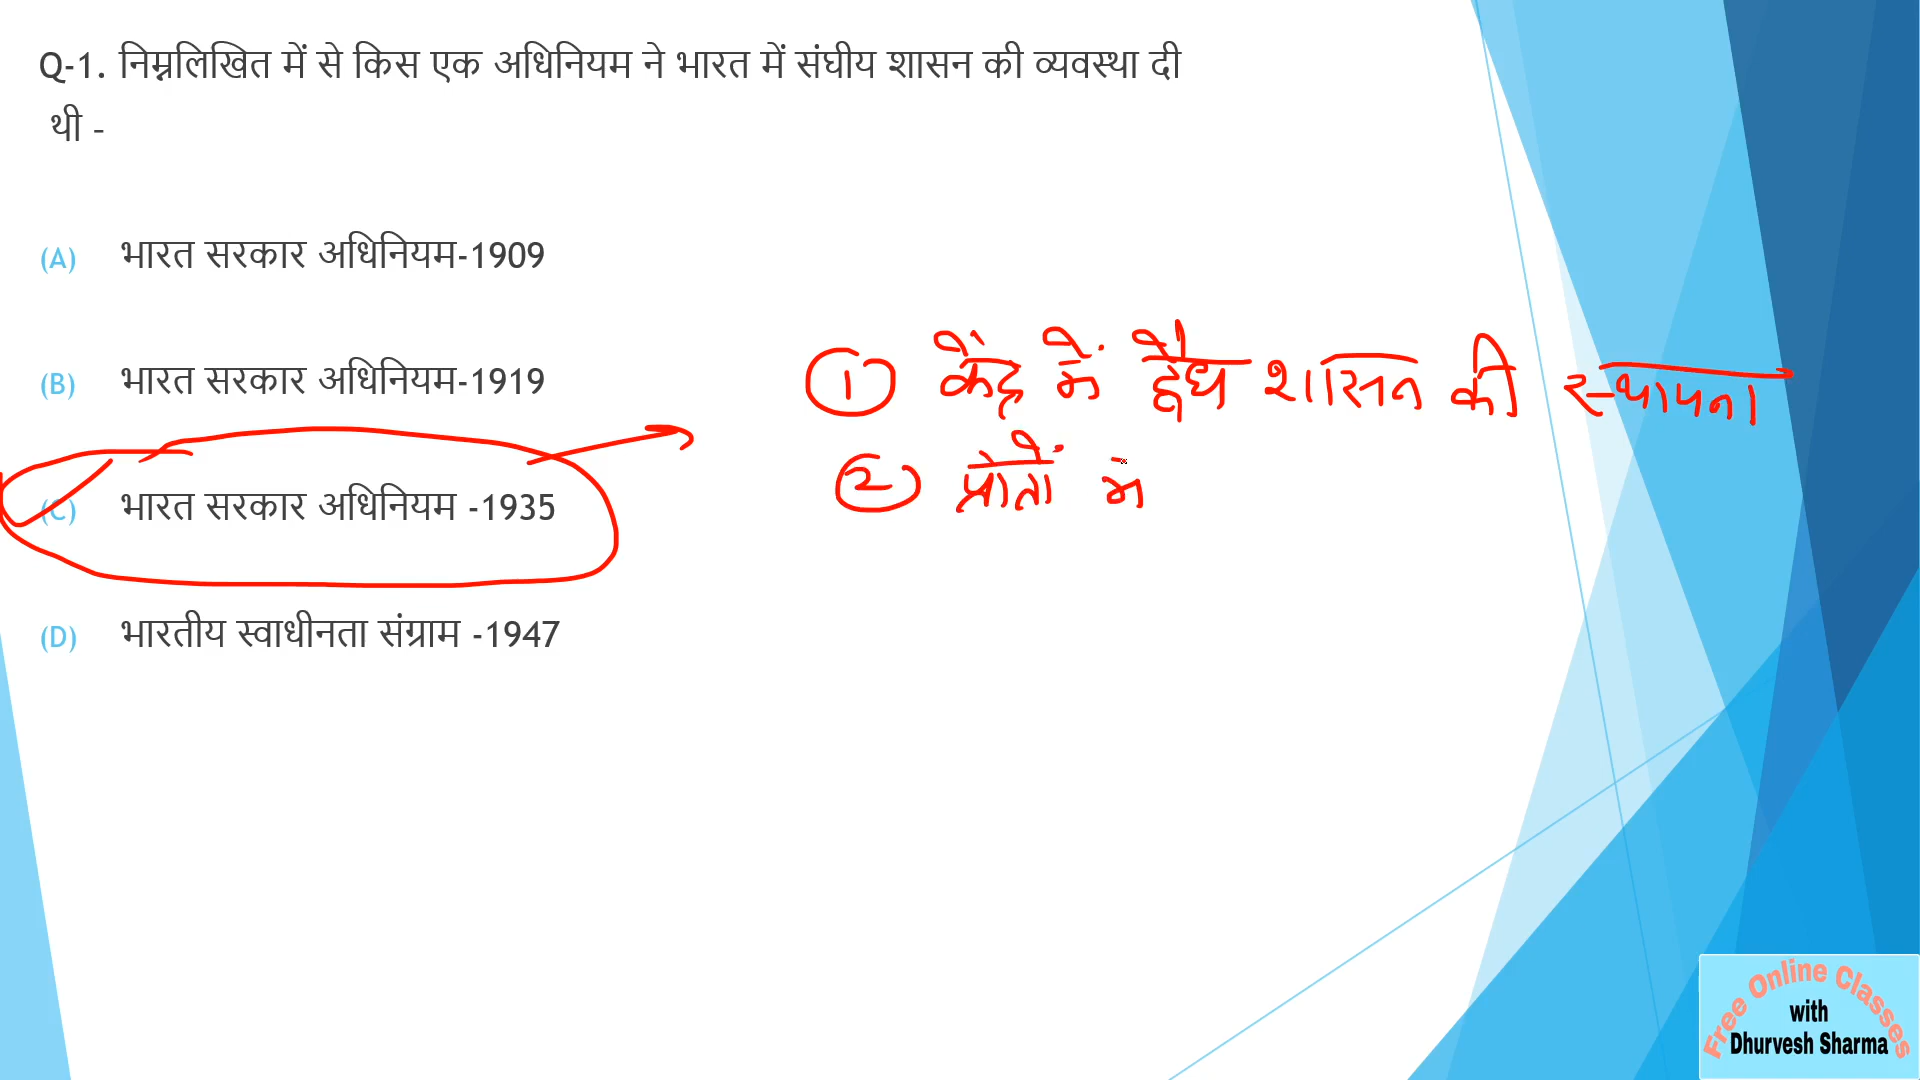 Q-1. निम्नलिखित में से किस एक अधिनियम ने भारत में संघीय शासन की व्यवस्था दी
थी -
(A) भारत सरकार अधिनियम-1909
(B) भारत सरकार अधिनियम-1919
(C) भारत सरकार अधिनियम -1935
(D) भारतीय स्वाधीनता संग्राम -1947
① केंद्र में द्वैध शासन की स्थापना
② प्रांतों में
Free Online Classes
with
Dhurvesh Sharma